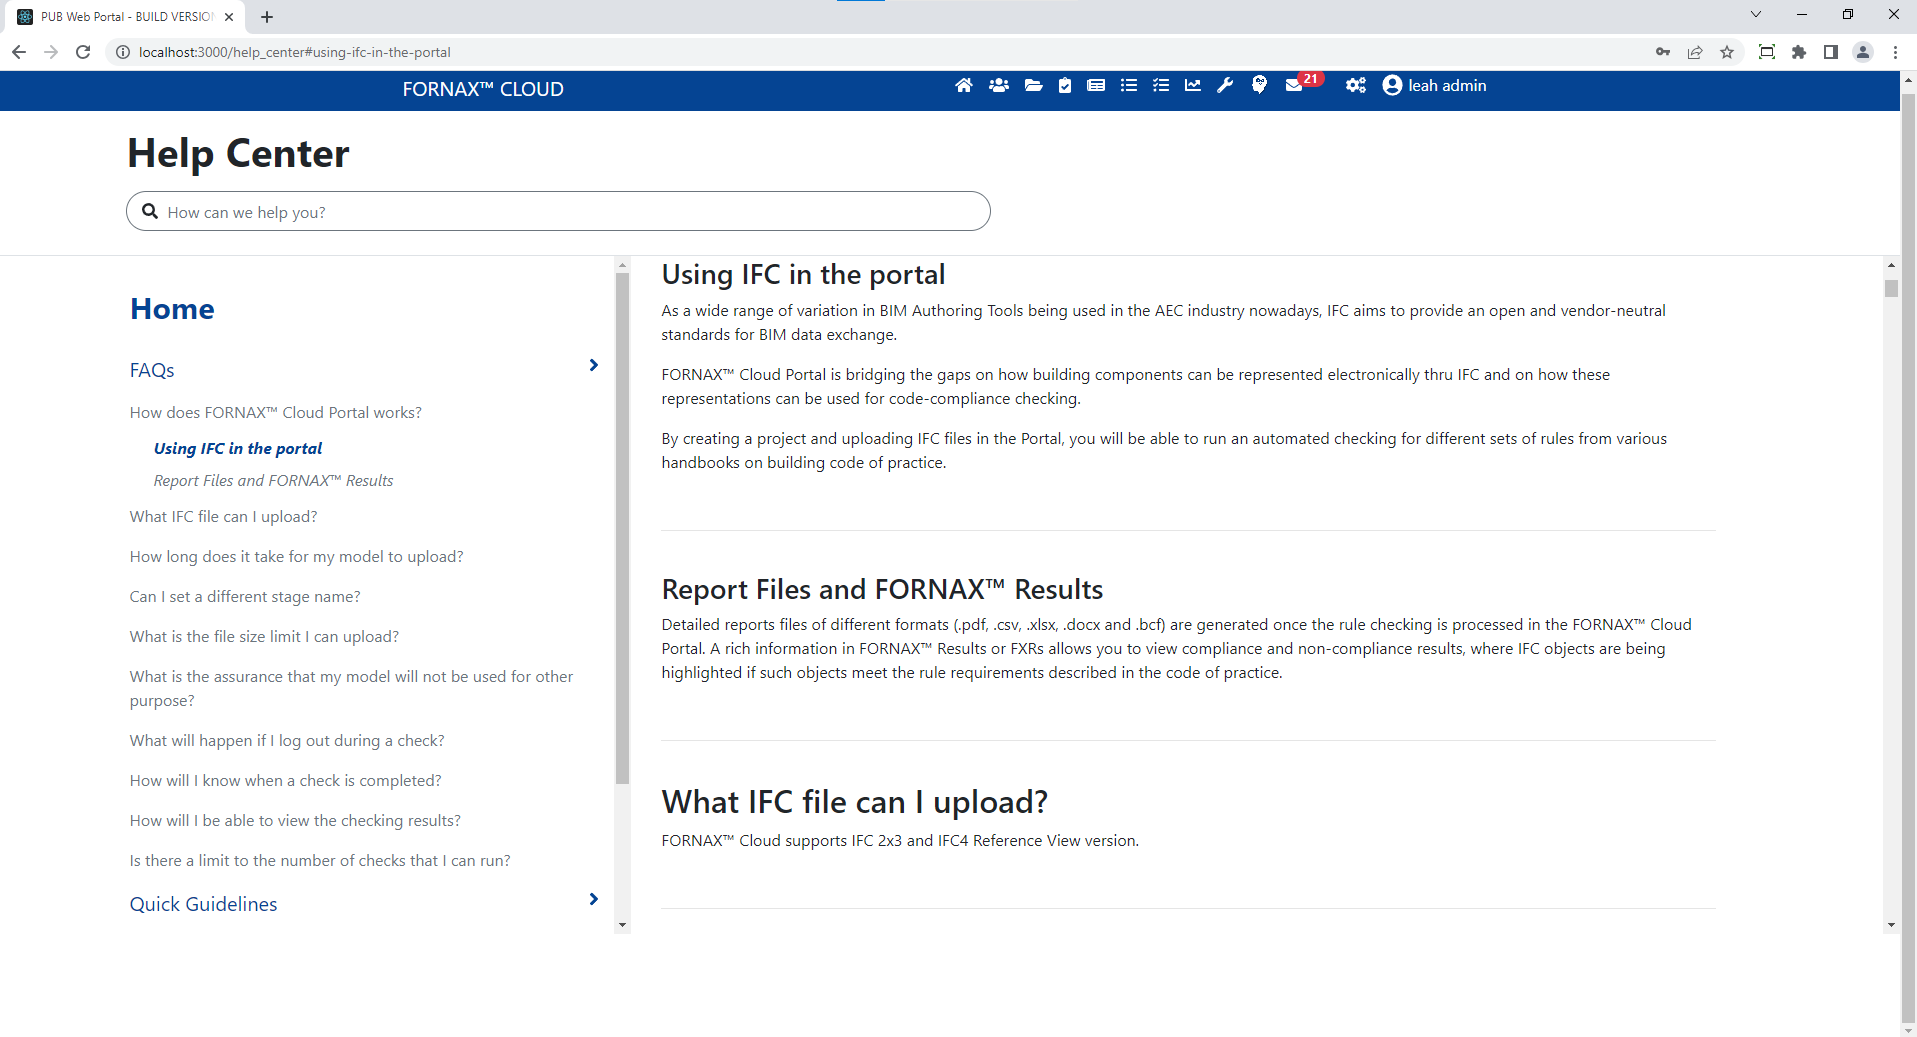 PUB Web Portal - BUILD VERSION
localhost:3000/help_center#using-ifc-in-the-portal
FORNAX™ CLOUD
21
leah admin
Help Center
How can we help you?
Home
FAQs
How does FORNAX™ Cloud Portal works?
Using IFC in the portal
Report Files and FORNAX™ Results
What IFC file can I upload?
How long does it take for my model to upload?
Can I set a different stage name?
What is the file size limit I can upload?
What is the assurance that my model will not be used for other
purpose?
What will happen if I log out during a check?
How will I know when a check is completed?
How will I be able to view the checking results?
Is there a limit to the number of checks that I can run?
Quick Guidelines
Using IFC in the portal
As a wide range of variation in BIM Authoring Tools being used in the AEC industry nowadays, IFC aims to provide an open and vendor-neutral
standards for BIM data exchange.
FORNAX™ Cloud Portal is bridging the gaps on how building components can be represented electronically thru IFC and on how these
representations can be used for code-compliance checking.
By creating a project and uploading IFC files in the Portal, you will be able to run an automated checking for different sets of rules from various
handbooks on building code of practice.
Report Files and FORNAX™ Results
Detailed reports files of different formats (.pdf, .csv, .xlsx, .docx and .bcf) are generated once the rule checking is processed in the FORNAX™ Cloud
Portal. A rich information in FORNAX™ Results or FXRs allows you to view compliance and non-compliance results, where IFC objects are being
highlighted if such objects meet the rule requirements described in the code of practice.
What IFC file can I upload?
FORNAX™ Cloud supports IFC 2x3 and IFC4 Reference View version.